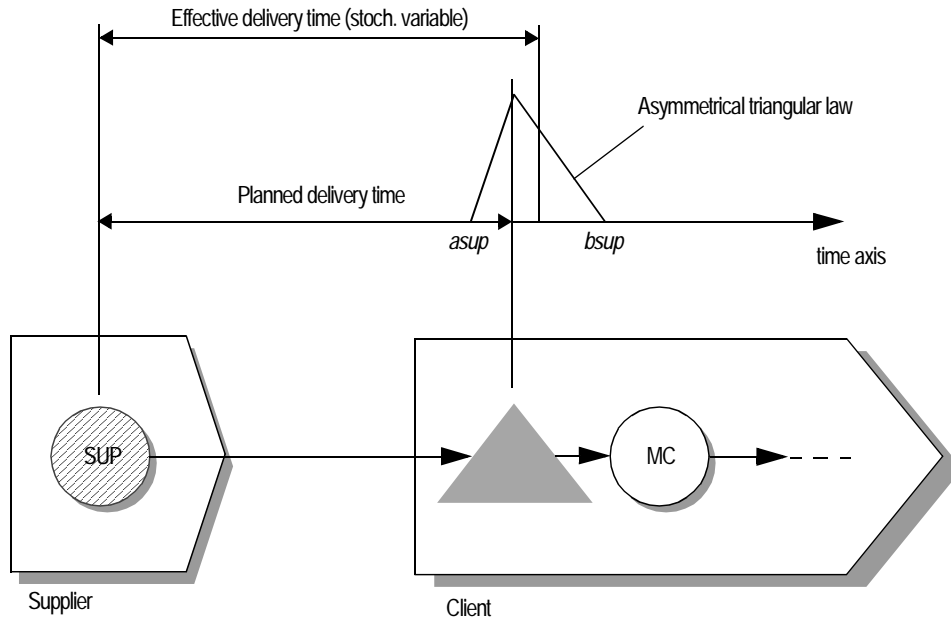 Effective delivery time (stoch. variable)
Asymmetrical triangular law
Planned delivery time
asup
bsup
time axis
SUP
MC
Supplier
Client